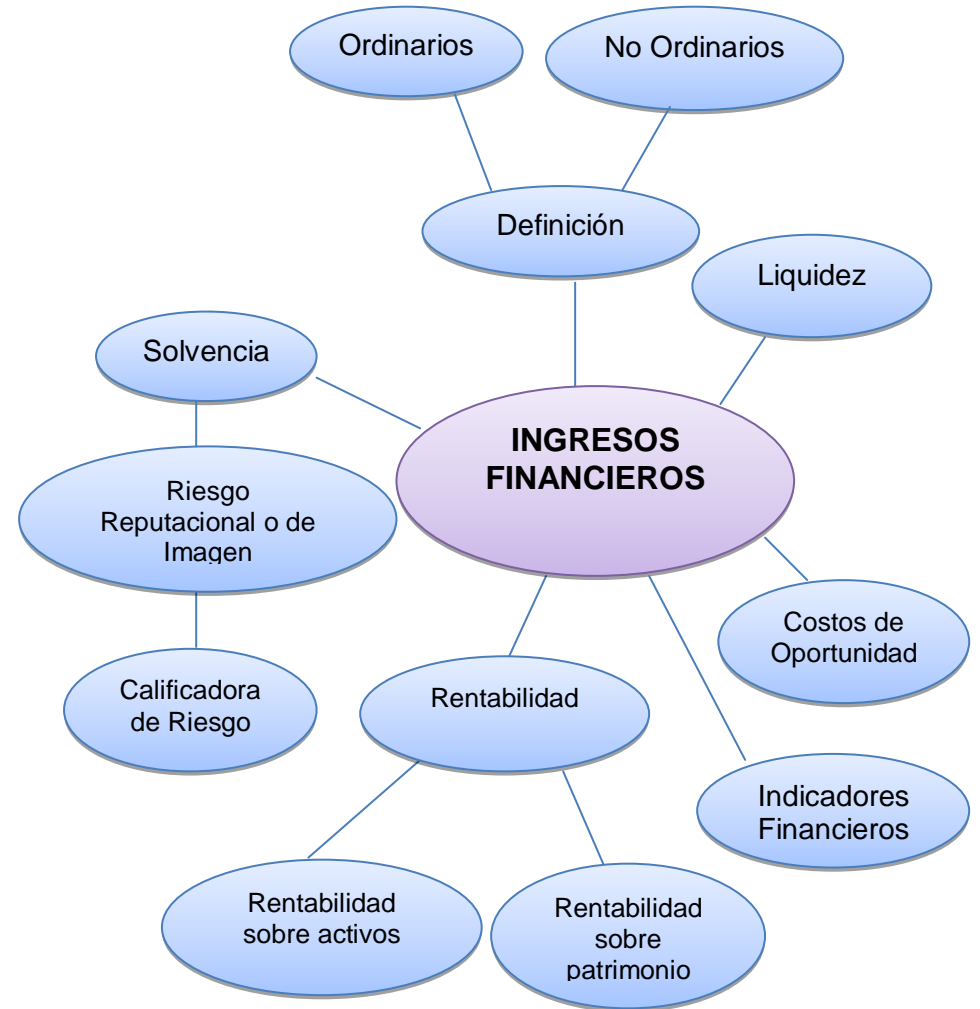 Ordinarios
No Ordinarios
Definición
Liquidez
Solvencia
INGRESOS
FINANCIEROS
Riesgo
Reputacional o de
Imagen
Costos de
Oportunidad
Calificadora
de Riesgo
Rentabilidad
Indicadores
Financieros
Rentabilidad
sobre activos
Rentabilidad
sobre
patrimonio